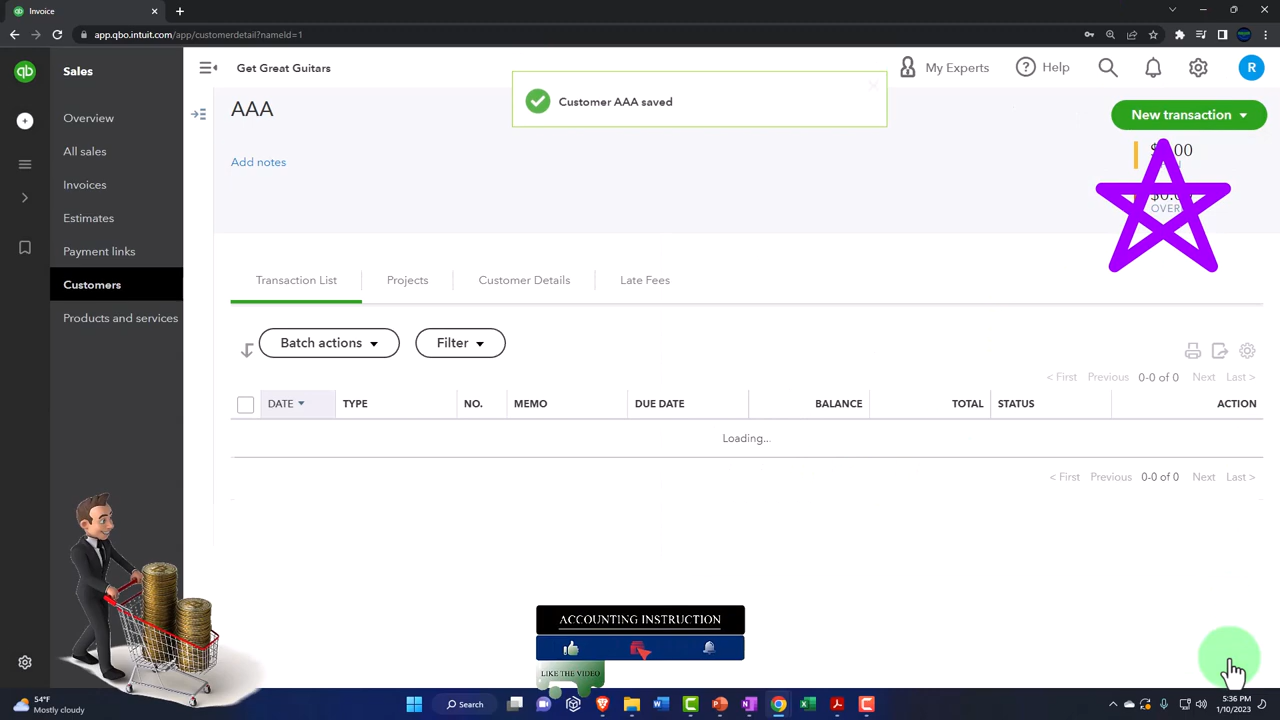 Invoice
app.qbo.intuit.com/app/customerdetail?nameId=1
qb
Sales
Get Great Guitars
My Experts
Help
R
Customer AAA saved
AAA
New transaction
Add notes
Overview
All sales
Invoices
Estimates
Payment links
Customers
Products and services
Transaction List
Projects
Customer Details
Late Fees
Batch actions
Filter
< First Previous 0-0 of 0 Next Last >
DATE TYPE NO. MEMO DUE DATE BALANCE TOTAL STATUS ACTION
Loading...
< First Previous 0-0 of 0 Next Last >
ACCOUNTING INSTRUCTION
LIKE THE VIDEO
54°F
Mostly cloudy
Search
5:36 PM
1/10/2023